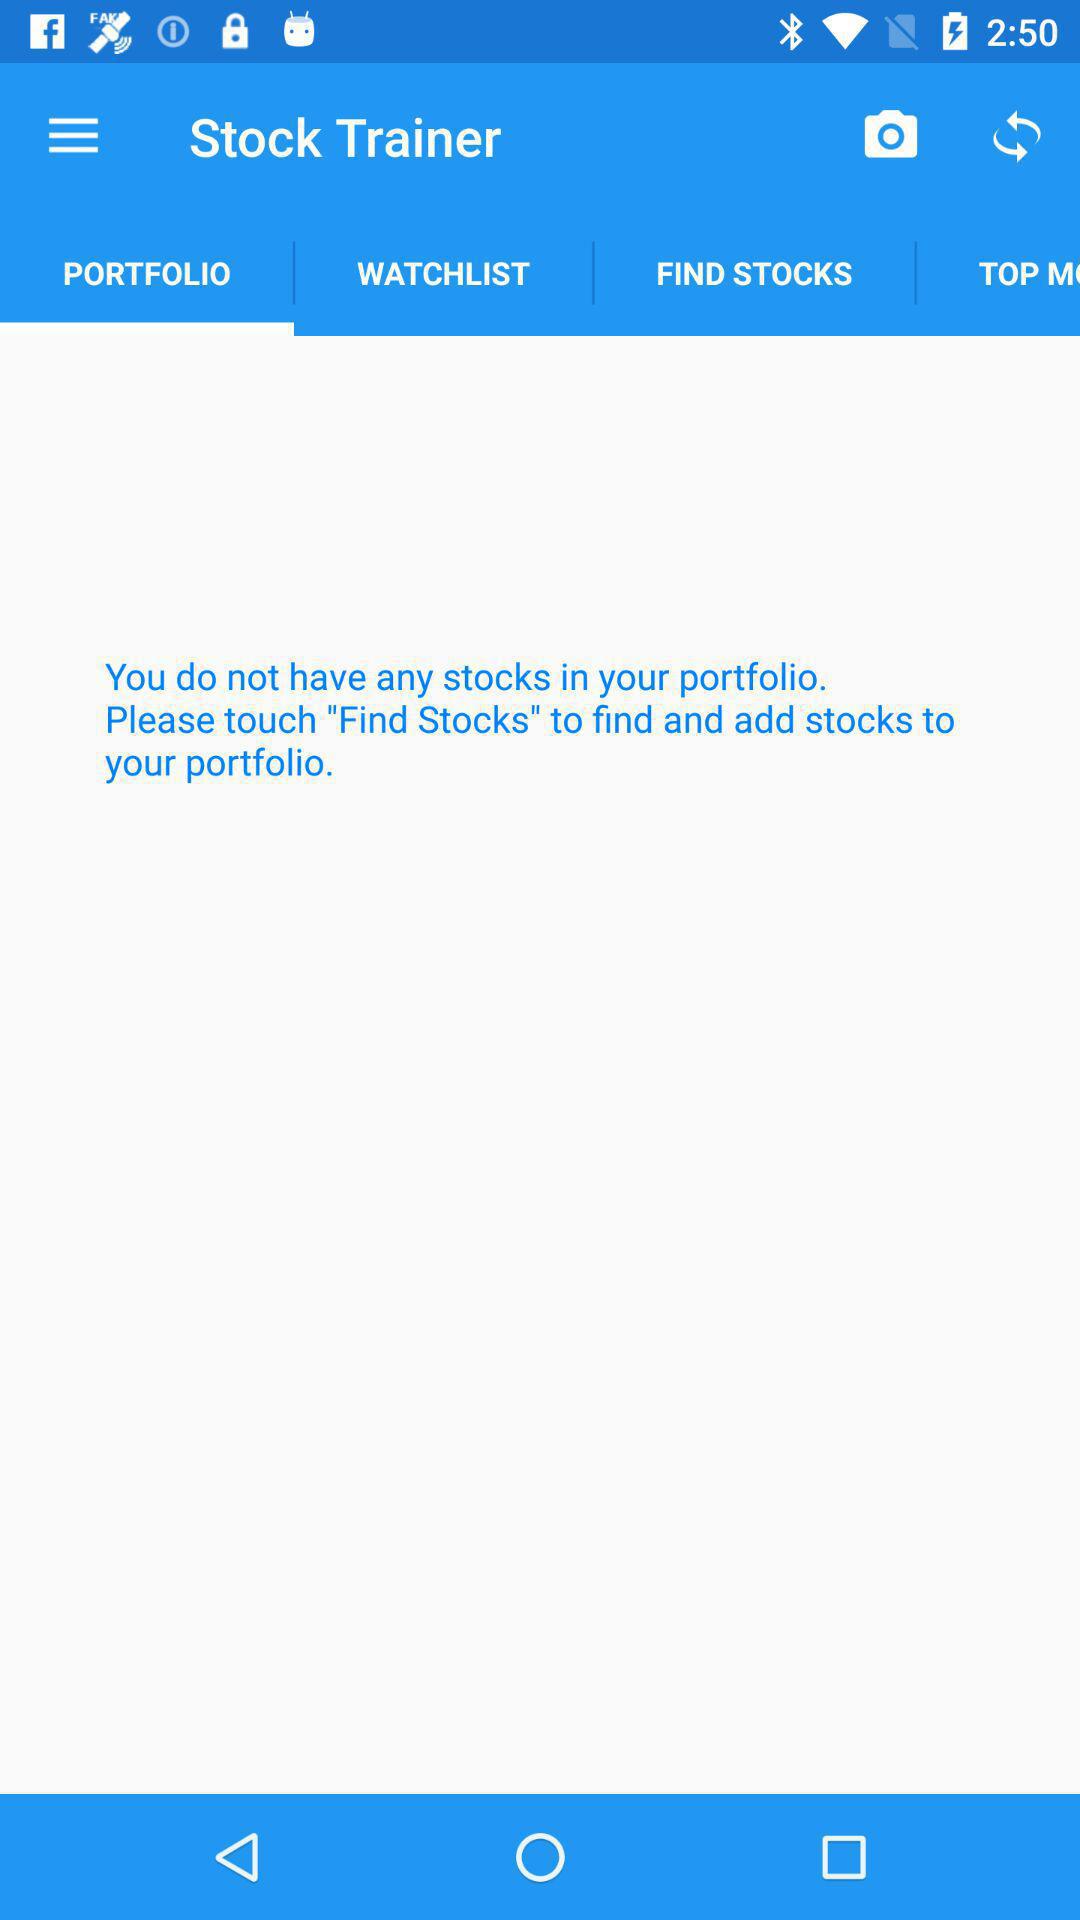 FAKE
2:50
Stock Trainer
PORTFOLIO
WATCHLIST
FIND STOCKS
TOP MO
You do not have any stocks in your portfolio.
Please touch "Find Stocks" to find and add stocks to
your portfolio.